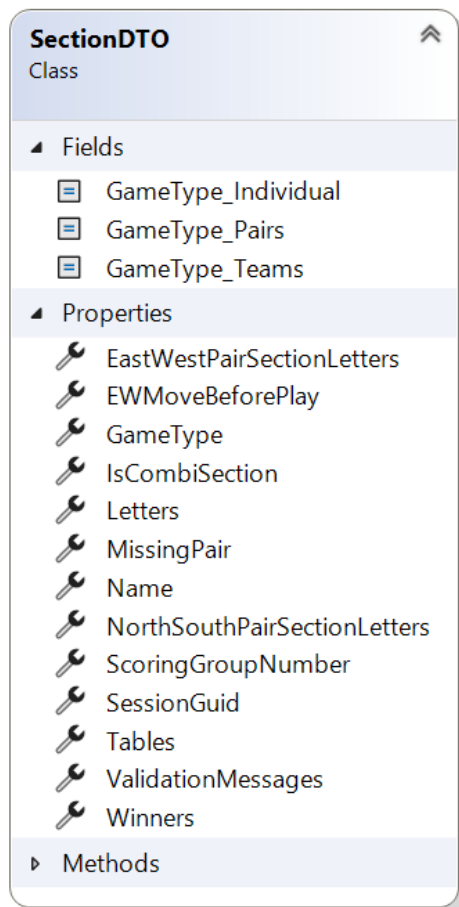 SectionDTO
Class
Fields
GameType_Individual
GameType_Pairs
GameType_Teams
Properties
EastWestPairSectionLetters
EWMoveBeforePlay
GameType
IsCombiSection
Letters
MissingPair
Name
NorthSouthPairSectionLetters
ScoringGroupNumber
SessionGuid
Tables
ValidationMessages
Winners
Methods